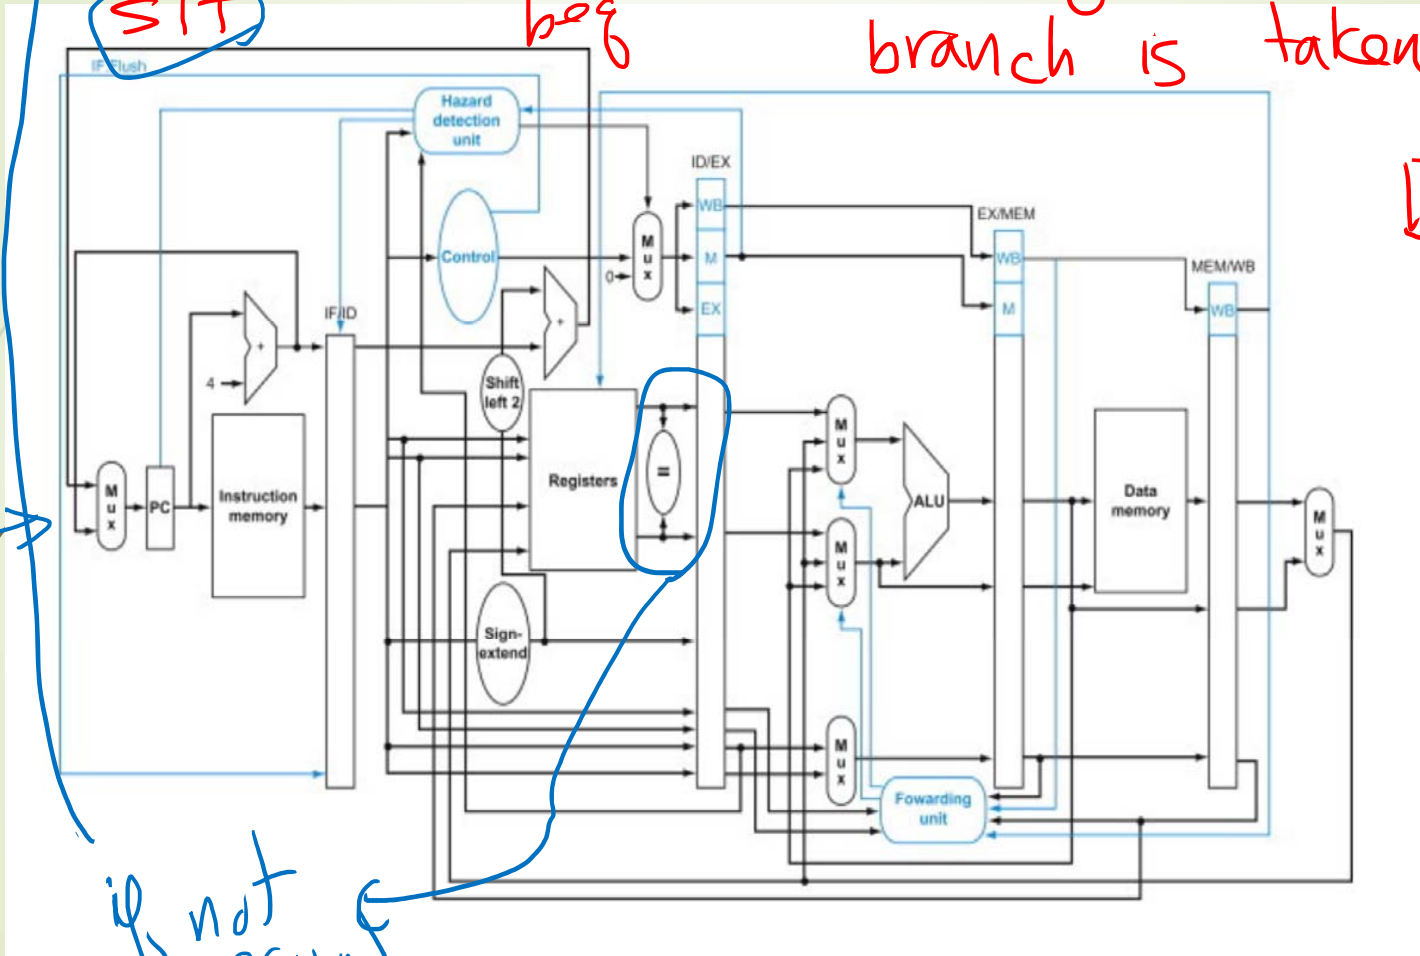 slt
beq
branch is taken
IF.Flush
Hazard
detection
unit
ID/EX
WB
EX/MEM
Control
M
u
x
M
WB
MEM/WB
0
IF/ID
EX
M
WB
+
+
4
Shift
left 2
M
u
x
M
u
x
PC
Instruction
memory
Registers
=
ALU
Data
memory
M
u
x
M
u
x
Sign-
extend
M
u
x
Fowarding
unit
if not